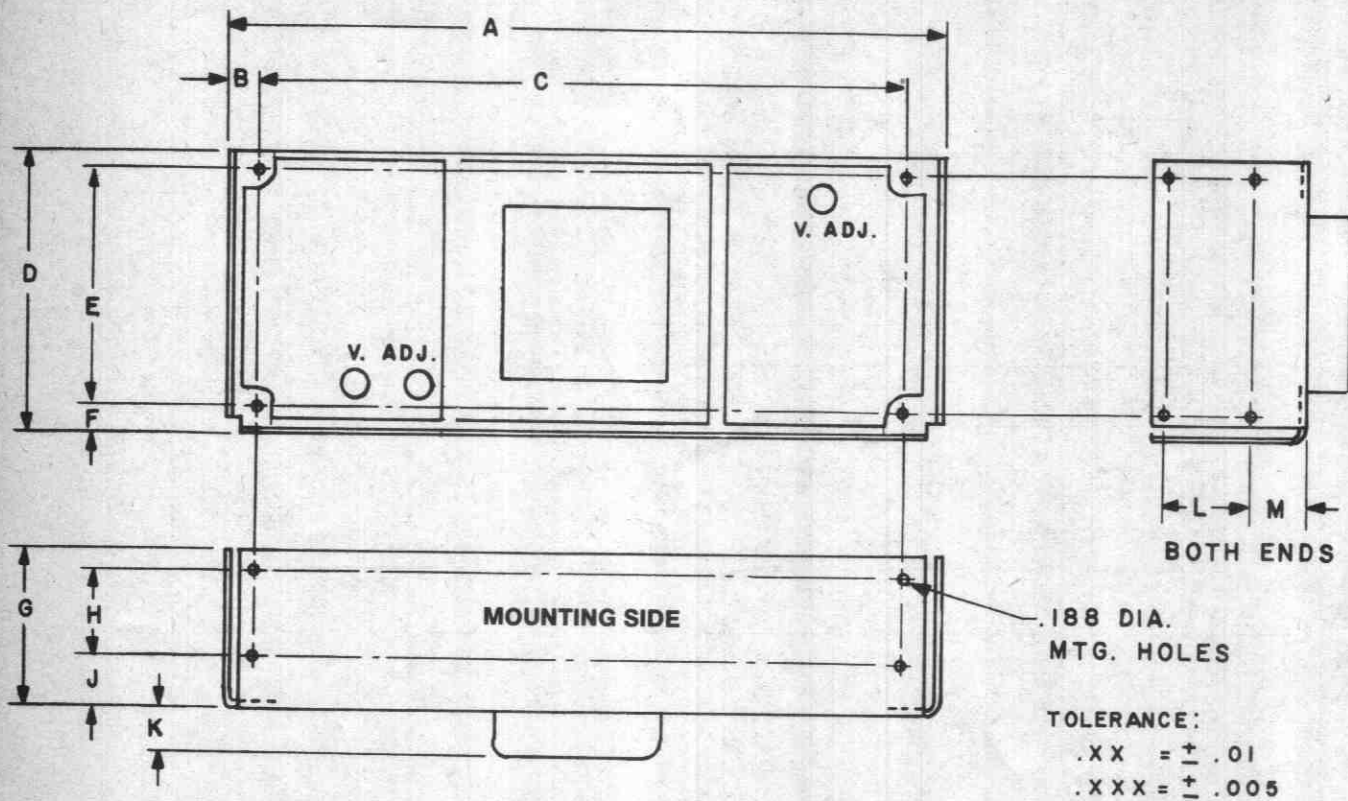 A
B
C
D
E
F
V. ADJ.
V. ADJ.
L
M
BOTH ENDS
G
H
J
K
MOUNTING SIDE
.188 DIA.
MTG. HOLES
TOLERANCE:
.XX = ± .01
.XXX = ± .005